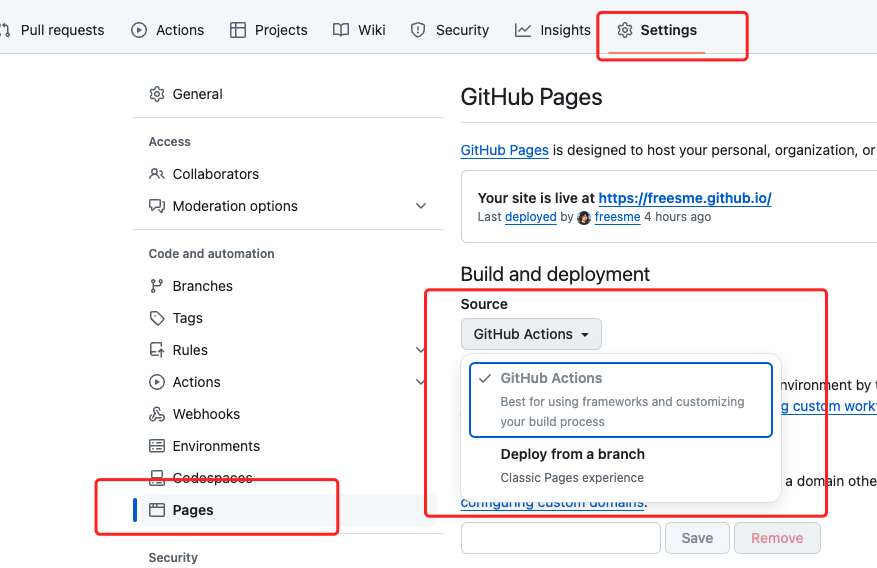 Pull requests Actions Projects Wiki Security Insights Settings
General
Access
Collaborators
Moderation options
Code and automation
Branches
Tags
Rules
Actions
Webhooks
Environments
Codespaces
Pages
Security
GitHub Pages
GitHub Pages is designed to host your personal, organization, or
Your site is live at https://freesme.github.io/
Last deployed by freesme 4 hours ago
Build and deployment
Source
GitHub Actions
GitHub Actions
Best for using frameworks and customizing
your build process
Deploy from a branch
Classic Pages experience
nvironment by t
g custom workf
a domain othe
configuring custom domains.
Save Remove